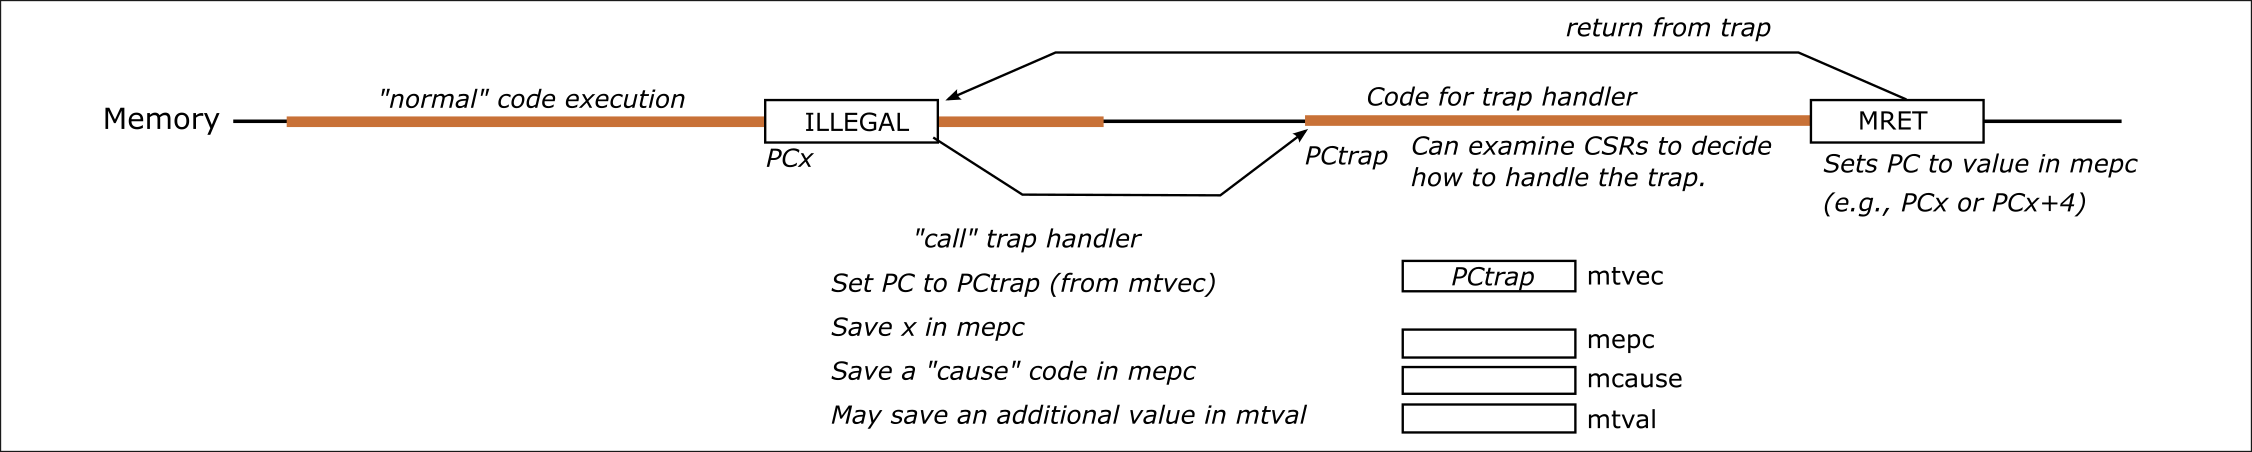 return from trap
"normal" code execution
Code for trap handler
Memory
ILLEGAL
MRET
PCx
PCtrap
Can examine CSRs to decide
how to handle the trap.
Sets PC to value in mepc
(e.g., PCx or PCx+4)
"call" trap handler
Set PC to PCtrap (from mtvec)
Save x in mepc
Save a "cause" code in mepc
May save an additional value in mtval
PCtrap mtvec
mepc
mcause
mtval